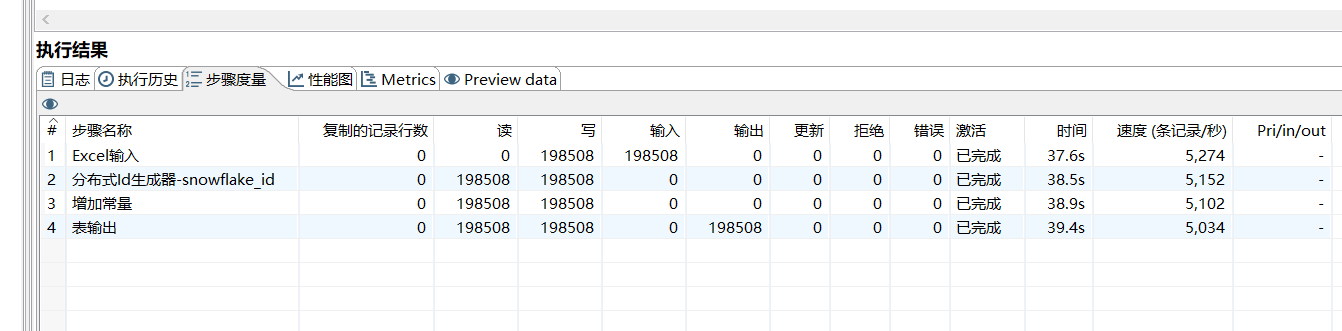 执行结果
日志 执行历史 步骤度量 性能图 Metrics Preview data
# 步骤名称 复制的记录行数 读 写 输入 输出 更新 拒绝 错误 激活 时间 速度 (条记录/秒) Pri/in/out
1 Excel输入 0 0 198508 198508 0 0 0 0 已完成 37.6s 5,274 -
2 分布式Id生成器-snowflake_id 0 198508 198508 0 0 0 0 0 已完成 38.5s 5,152 -
3 增加常量 0 198508 198508 0 0 0 0 0 已完成 38.9s 5,102 -
4 表输出 0 198508 198508 0 198508 0 0 0 已完成 39.4s 5,034 -